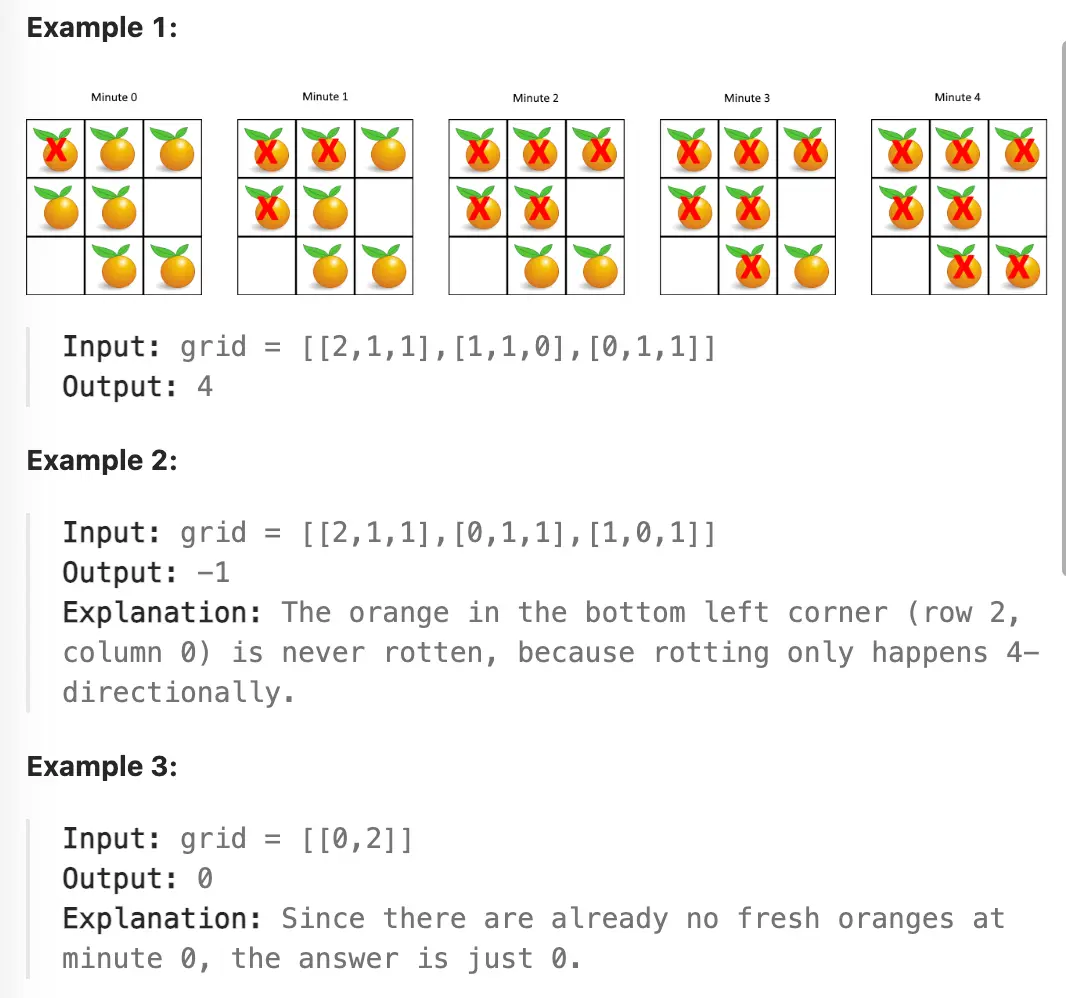 Example 1:
Minute 0 Minute 1 Minute 2 Minute 3 Minute 4
X X X X X X X X X X X
X X X X X X X
X X X
Input: grid = [[2,1,1],[1,1,0],[0,1,1]]
Output: 4
Example 2:
Input: grid = [[2,1,1],[0,1,1],[1,0,1]]
Output: -1
Explanation: The orange in the bottom left corner (row 2,
column 0) is never rotten, because rotting only happens 4-
directionally.
Example 3:
Input: grid = [[0,2]]
Output: 0
Explanation: Since there are already no fresh oranges at
minute 0, the answer is just 0.